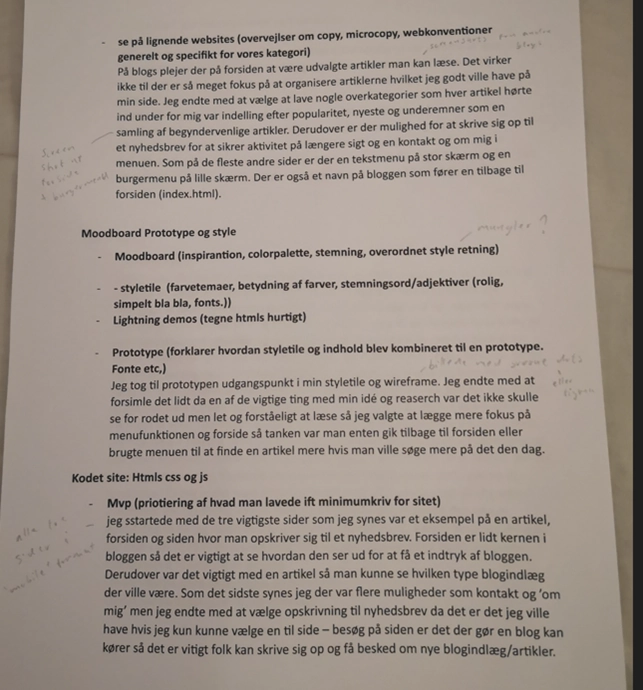 - se på lignende websites (overvejlser om copy, microcopy, webkonventioner
generelt og specifikt for vores kategori)
På blogs plejer der på forsiden at være udvalgte artikler man kan læse. Det virker
ikke til der er så meget fokus på at organisere artiklerne hvilket jeg godt ville have på
min side. Jeg endte med at vælge at lave nogle overkategorier som hver artikel hørte
ind under for mig var indelling efter popularitet, nyeste og underemner som en
samling af begyndervenlige artikler. Derudover er der mulighed for at skrive sig op til
et nyhedsbrev for at sikrer aktivitet på længere sigt og en kontakt og om mig i
menuen. Som på de fleste andre sider er der en tekstmenu på stor skærm og en
burgermenu på lille skærm. Der er også et navn på bloggen som fører en tilbage til
forsiden (index.html).
Moodboard Prototype og style
manglee?
- Moodboard (inspirantion, colorpalette, stemning, overordnet style retning)
- - styletile (farvetemaer, betydning af farver, stemningsord/adjektiver (rolig,
simpelt bla bla, fonts.))
- Lightning demos (tegne htmls hurtigt)
- Prototype (forklarer hvordan styletile og indhold blev kombineret til en prototype.
Fonte etc,)
eller
Jeg tog til prototypen udgangspunkt i min styletile og wireframe. Jeg endte med at
forsimle det lidt da en af de vigtige ting med min idé og reaserch var det ikke skulle
se for rodet ud men let og forståeligt at læse så jeg valgte at lægge mere fokus på
menufunktionen og forside så tanken var man enten gik tilbage til forsiden eller
brugte menuen til at finde en artikel mere hvis man ville søge mere på det den dag.
Kodet site: Htmls css og js
- Mvp (priotiering af hvad man lavede ift minimumkriv for sitet)
jeg sstartede med de tre vigtigste sider som jeg synes var et eksempel på en artikel,
forsiden og siden hvor man opskriver sig til et nyhedsbrev. Forsiden er lidt kernen i
bloggen så det er vigtigt at se hvordan den ser ud for at få et indtryk af bloggen.
Derudover var det vigtigt med en artikel så man kunne se hvilken type blogindlæg
der ville være. Som det sidste synes jeg der var flere muligheder som kontakt og 'om
mig' men jeg endte med at vælge opskrivning til nyhedsbrev da det er det jeg ville
have hvis jeg kun kunne vælge en til side – besøg på siden er det der gør en blog kan
kører så det er vitigt folk kan skrive sig op og få besked om nye blogindlæg/artikler.